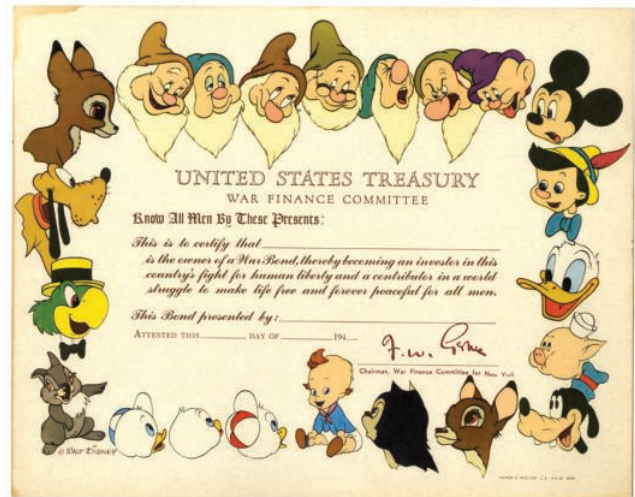 UNITED STATES TREASURY
WAR FINANCE COMMITTEE
Know All Men By These Presents:
This is to certify that
is the owner of a War Bond, thereby becoming an investor in this
country's fight for human liberty and a contributor in a world
struggle to make life free and forever peaceful for all men.
This Bond presented by:
ATTESTED THIS DAY OF 194
F.W.
Chairman, War Finance Committee for New York
© WALT DISNEY